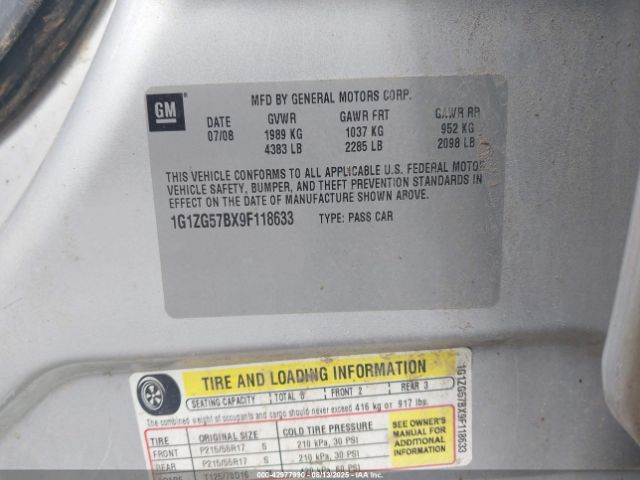 GM
MFD BY GENERAL MOTORS CORP.
DATE GVWR GAWR FRT GAWR RR
07/08 1989 KG 1037 KG 952 KG
4383 LB 2285 LB 2098 LB
THIS VEHICLE CONFORMS TO ALL APPLICABLE U.S. FEDERAL MOTOR
VEHICLE SAFETY, BUMPER, AND THEFT PREVENTION STANDARDS IN
EFFECT ON THE DATE OF MANUFACTURE SHOWN ABOVE.
1G1ZG57BX9F118633 TYPE: PASS CAR
TIRE AND LOADING INFORMATION
SEATING CAPACITY TOTAL 5 FRONT 2 REAR 3
The combined weight of occupants and cargo should never exceed 416 kg or 917 lbs.
TIRE ORIGINAL SIZE COLD TIRE PRESSURE
FRONT P215/55R17 S 210 kPa, 30 PSI
REAR P215/55R17 S 210 kPa, 30 PSI
60 PSI
SEE OWNER'S
MANUAL FOR
ADDITIONAL
INFORMATION
1G1ZG57BX9F118633
STOCK: 42977990 IAAI 08/13/2025 IAA INC.